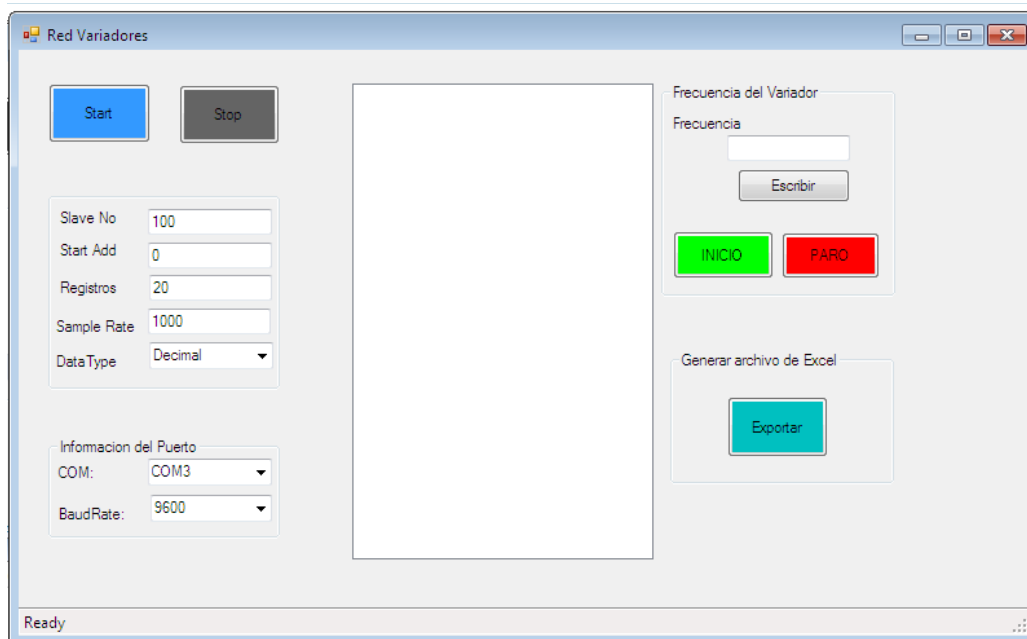 Red Variadores
Start
Stop
Slave No 100
Start Add 0
Registros 20
Sample Rate 1000
DataType Decimal
Informacion del Puerto
COM: COM3
BaudRate: 9600
Frecuencia del Variador
Frecuencia
Escribir
INICIO
PARO
Generar archivo de Excel
Exportar
Ready